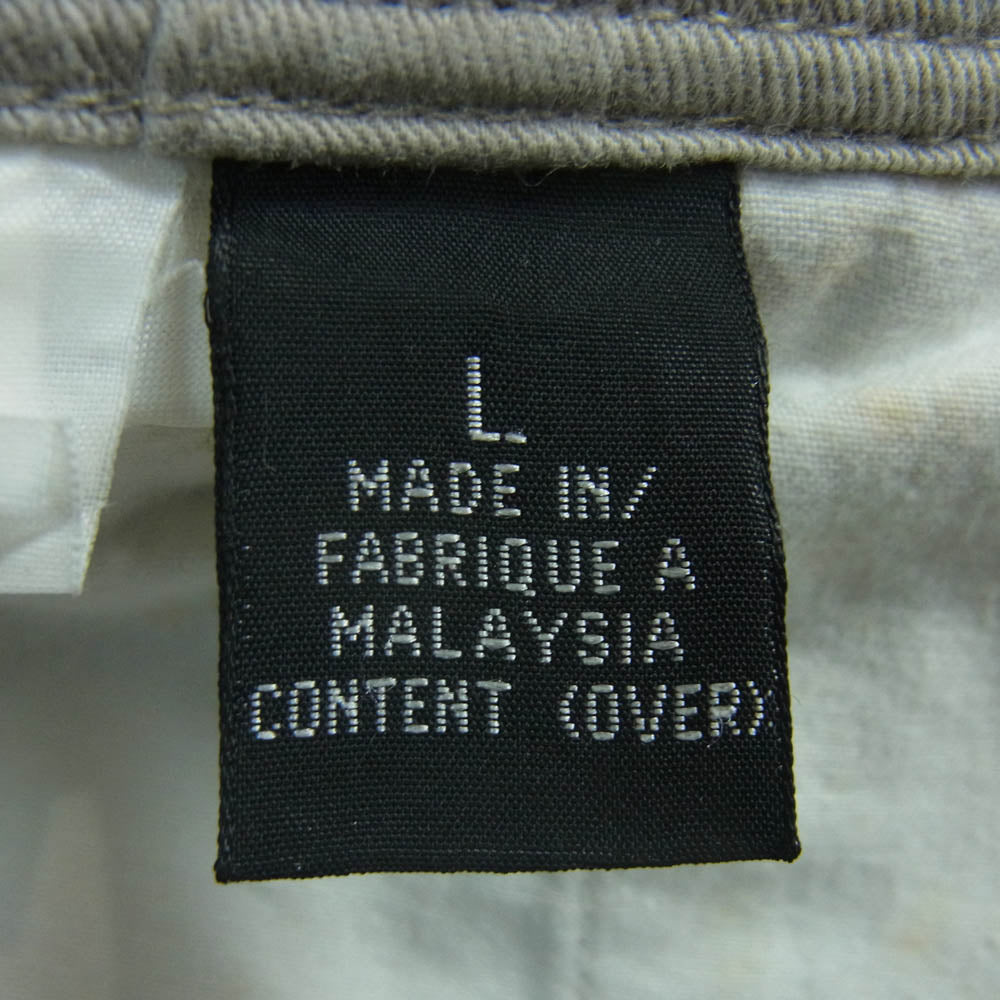 L
MADE IN/
FABRIQUE A
MALAYSIA
CONTENT (OVER)